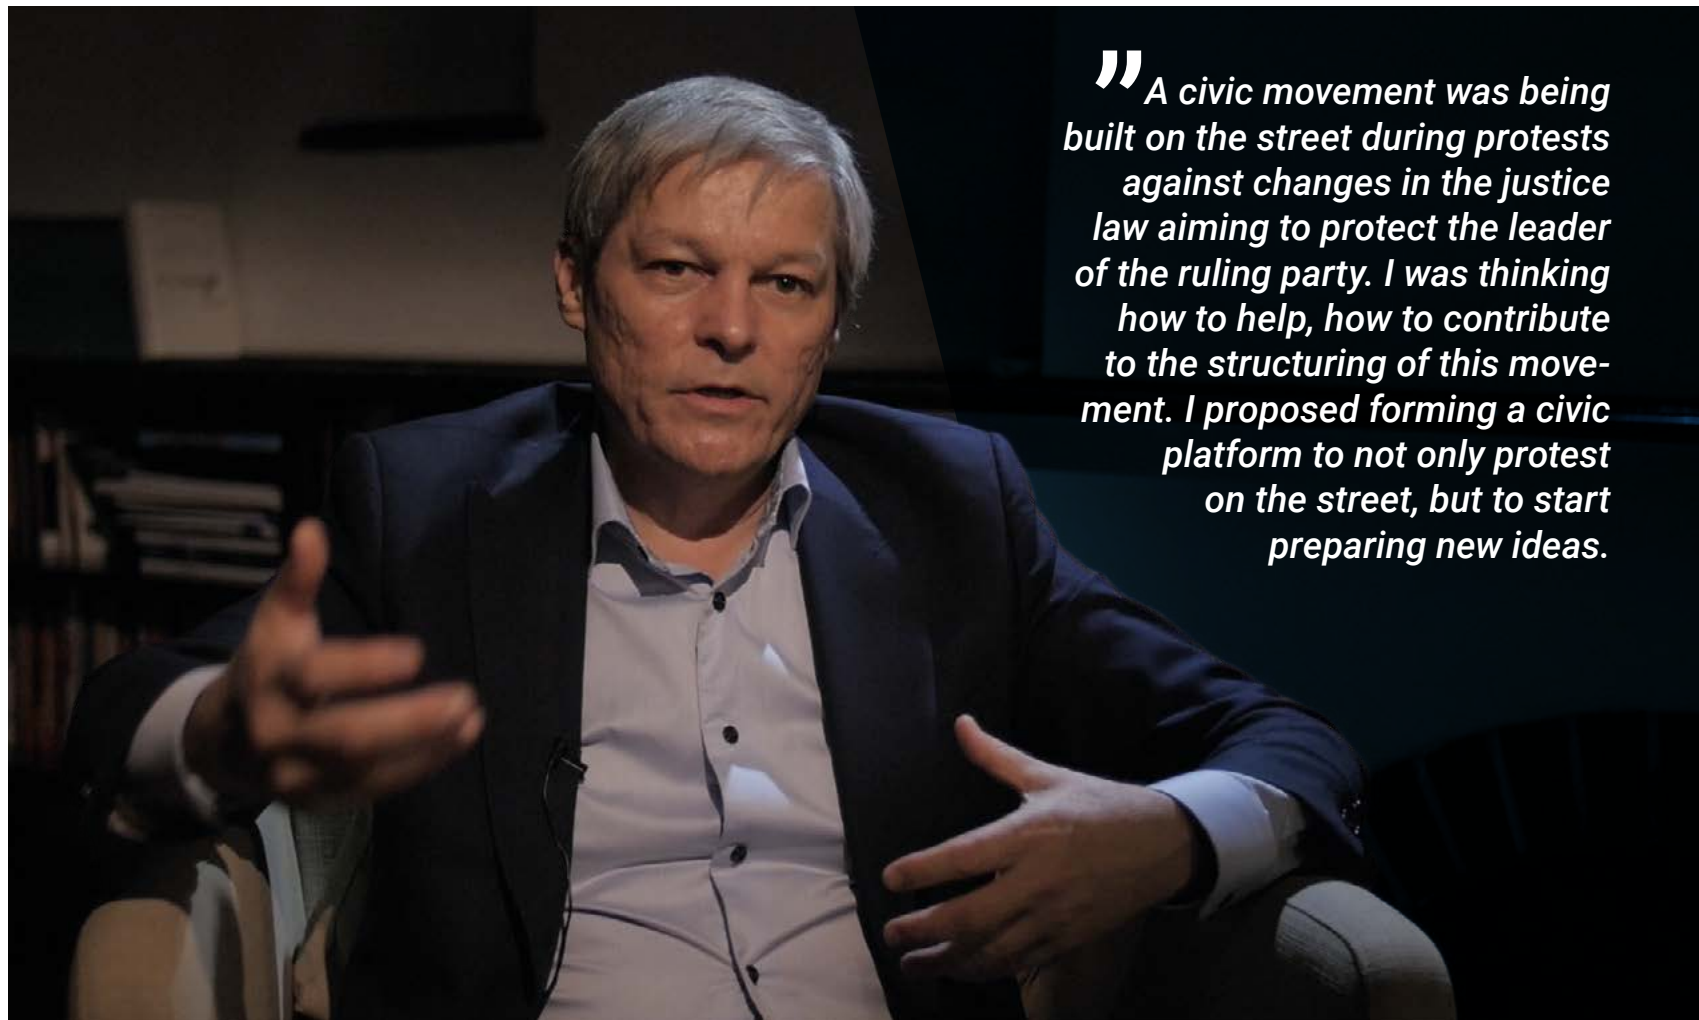 ”A civic movement was being
built on the street during protests
against changes in the justice
law aiming to protect the leader
of the ruling party. I was thinking
how to help, how to contribute
to the structuring of this move-
ment. I proposed forming a civic
platform to not only protest
on the street, but to start
preparing new ideas.